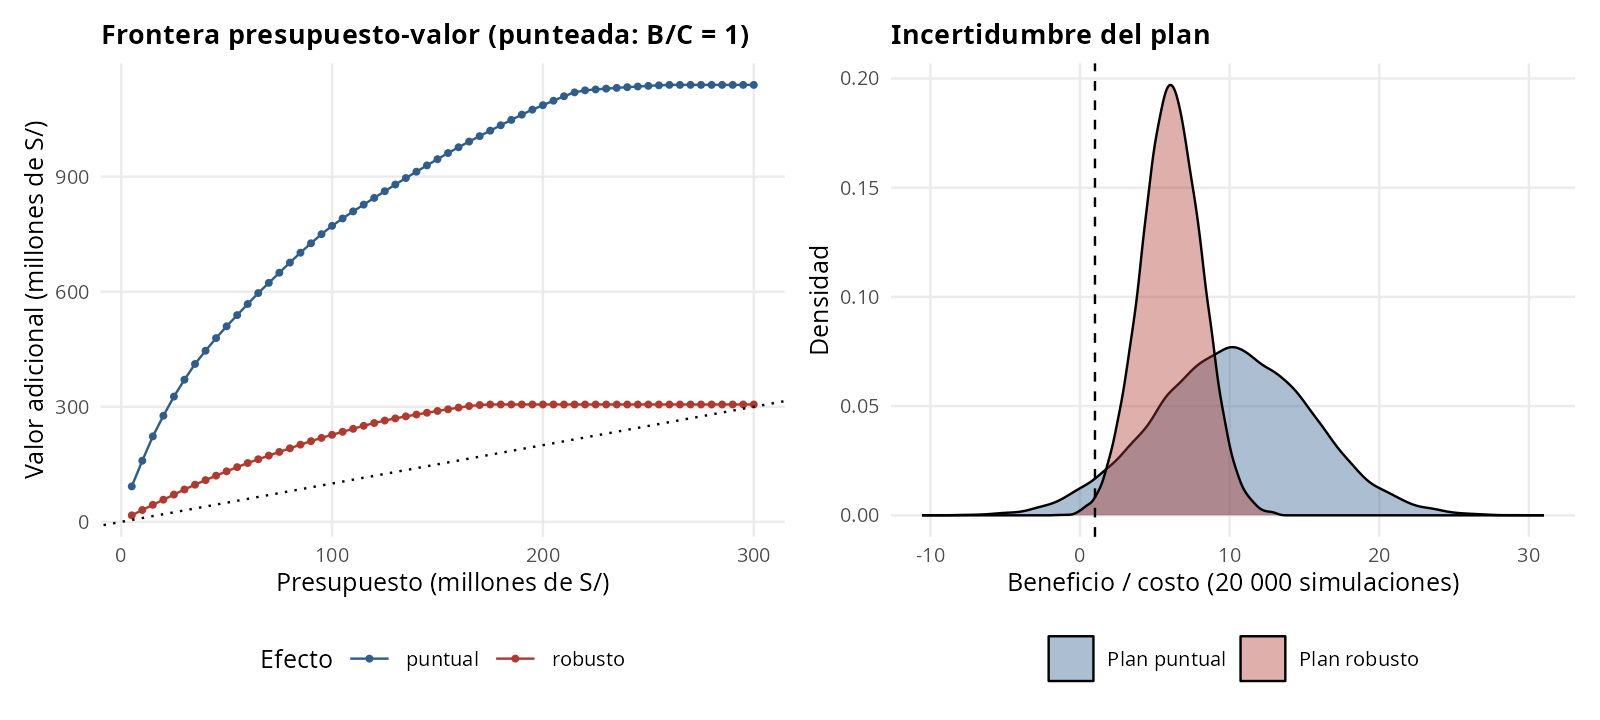 Frontera presupuesto-valor (punteada: B/C = 1)
Valor adicional (millones de S/)
900
600
300
0
0
100
200
300
Presupuesto (millones de S/)
Efecto
puntual
robusto
Incertidumbre del plan
Densidad
0.20
0.15
0.10
0.05
0.00
-10
0
10
20
30
Beneficio / costo (20 000 simulaciones)
Plan puntual
Plan robusto